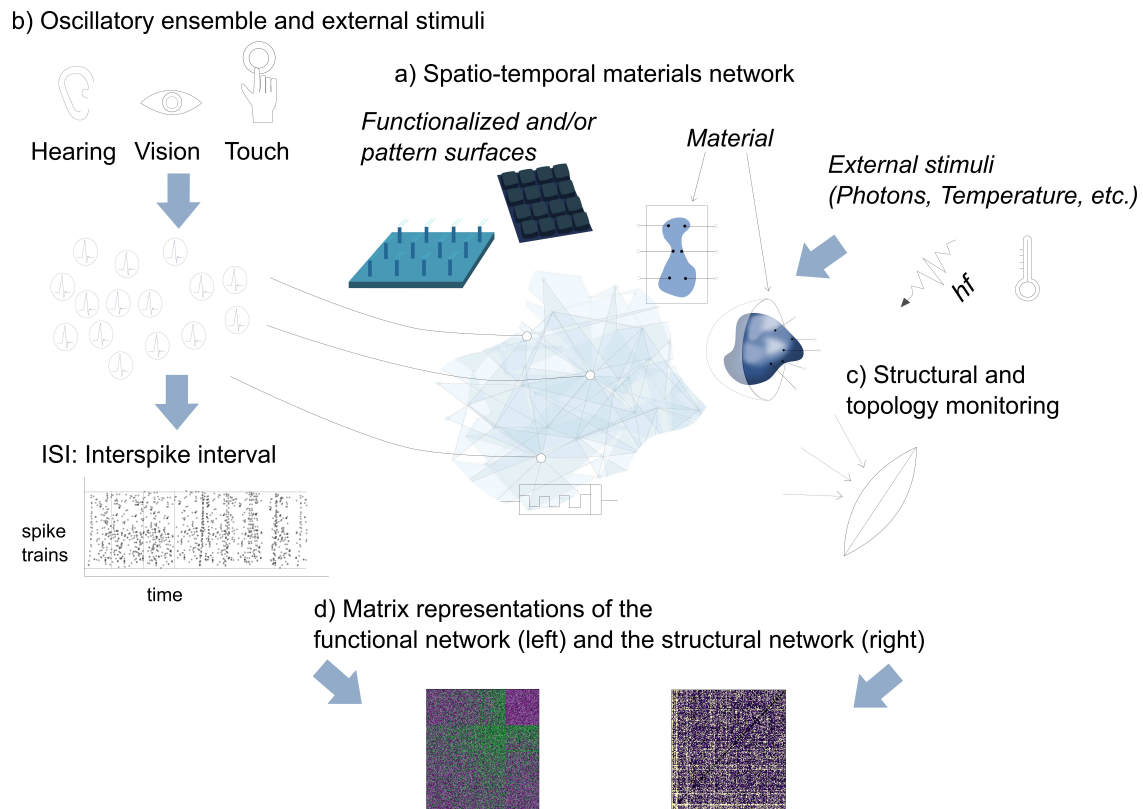 b) Oscillatory ensemble and external stimuli
a) Spatio-temporal materials network
Hearing
Vision
Touch
Functionalized and/or
pattern surfaces
Material
External stimuli
(Photons, Temperature, etc.)
hf
c) Structural and
topology monitoring
ISI: Interspike interval
spike
trains
time
d) Matrix representations of the
functional network (left) and the structural network (right)